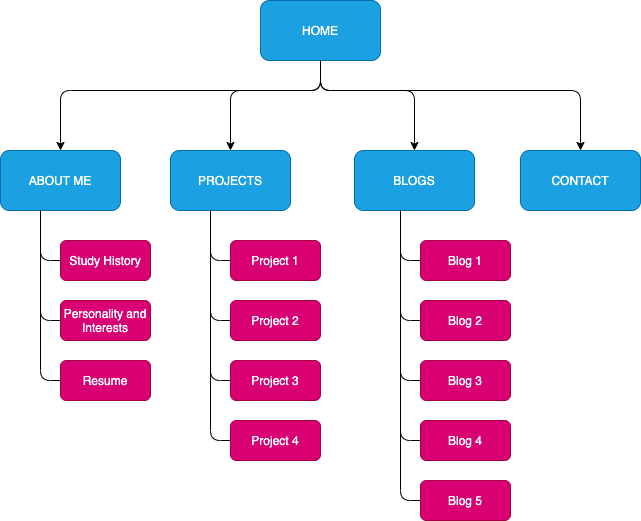 HOME
ABOUT ME
PROJECTS
BLOGS
CONTACT
Study History
Personality and
Interests
Resume
Project 1
Project 2
Project 3
Project 4
Blog 1
Blog 2
Blog 3
Blog 4
Blog 5